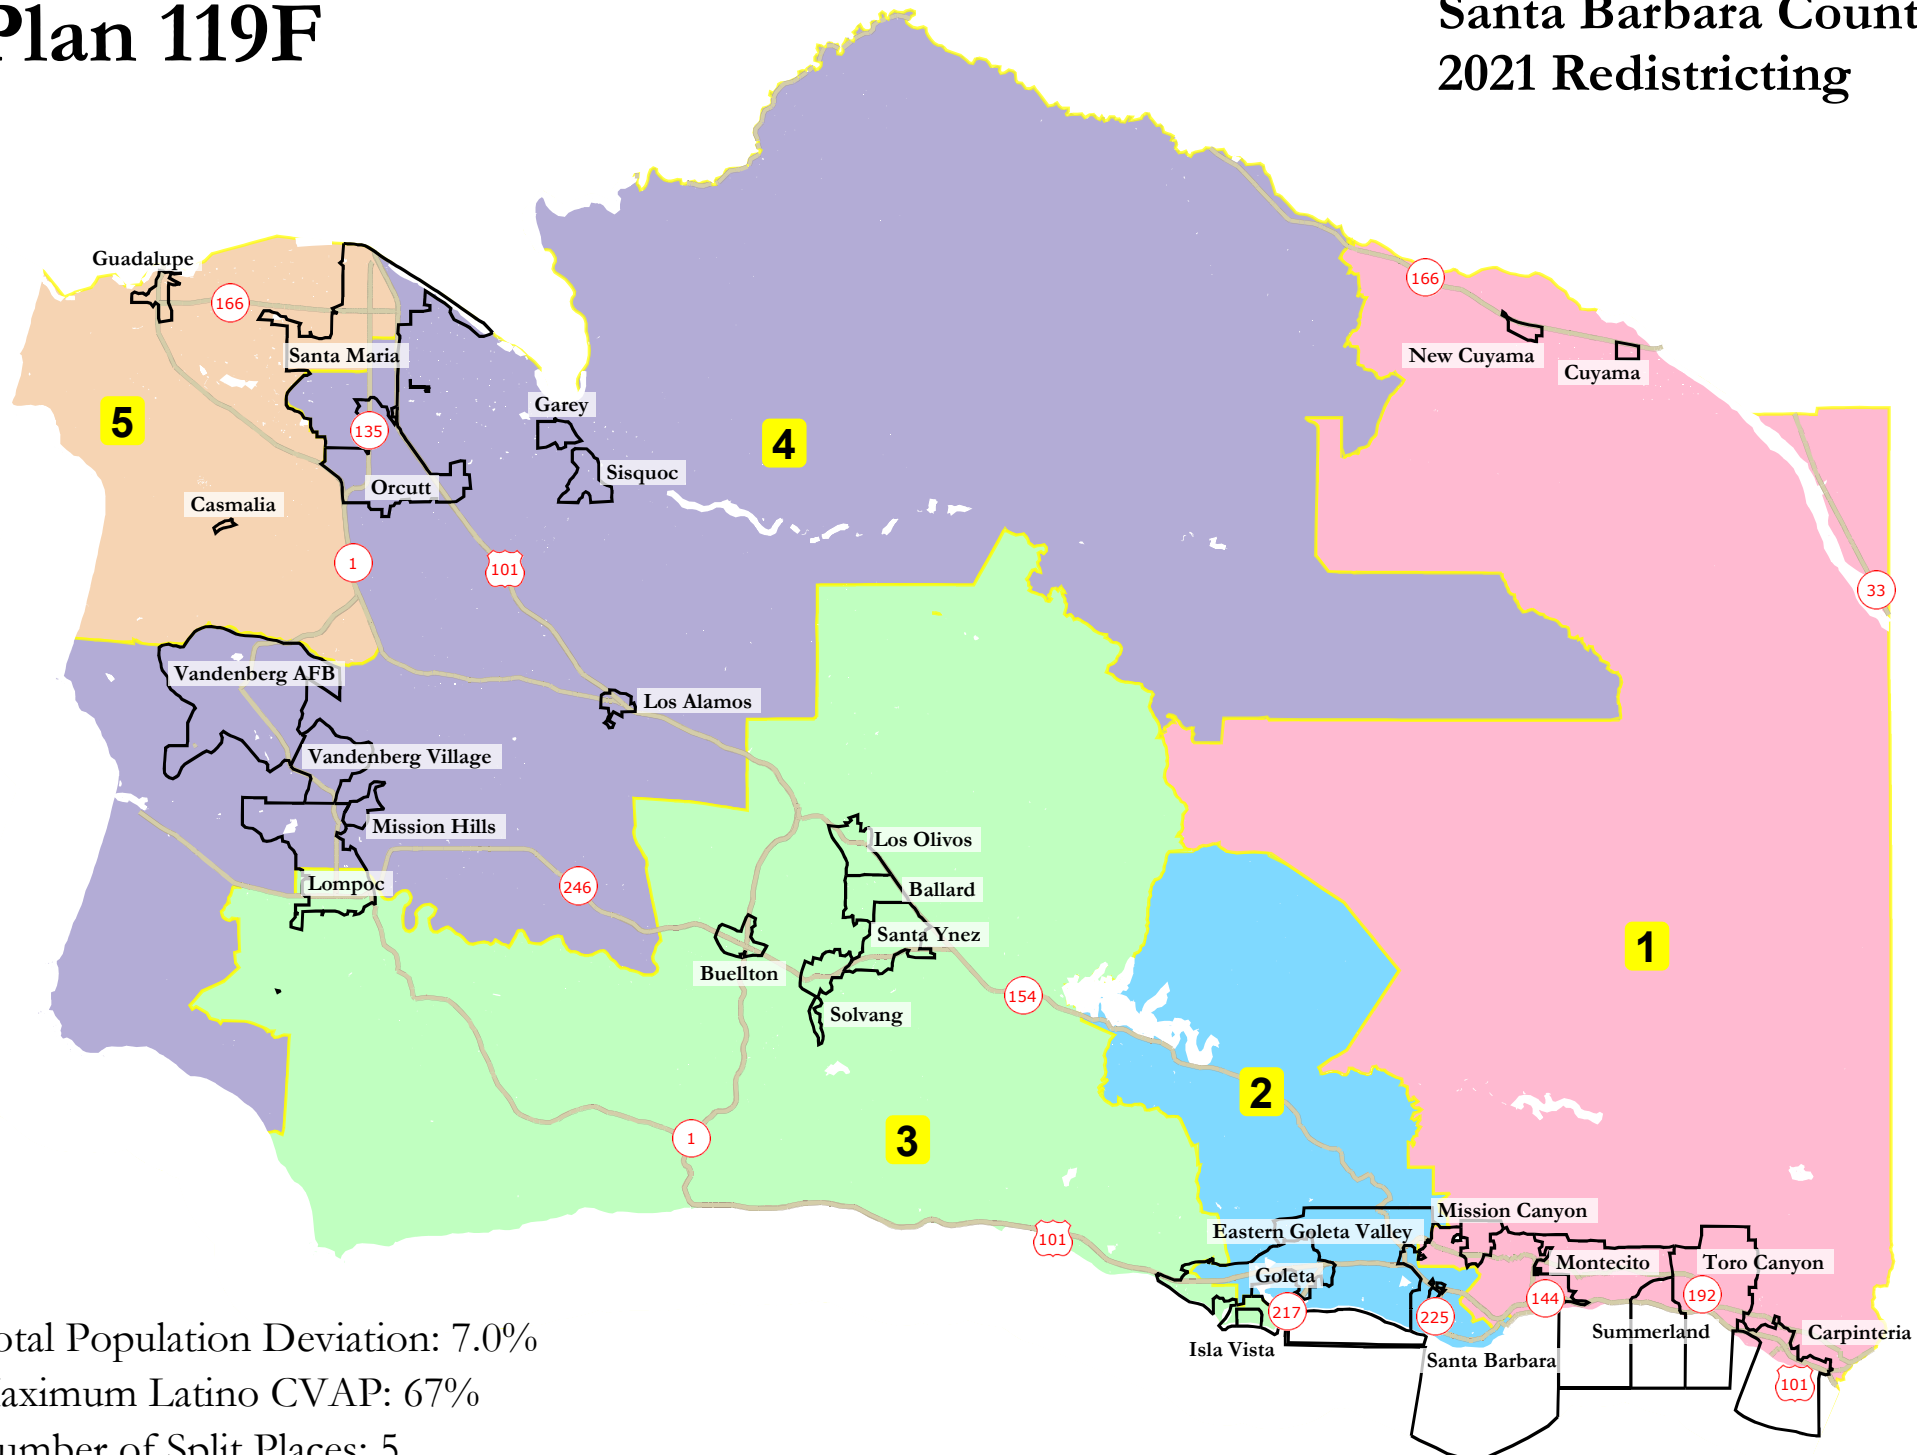 Plan 119F
Santa Barbara Count
2021 Redistricting
Guadalupe
166
Santa Maria
5
135
Orcutt
Casmalia
1
101
Garey
Sisquoc
4
166
New Cuyama
Cuyama
33
Vandenberg AFB
Los Alamos
Vandenberg Village
Mission Hills
Lompoc
246
Los Olivos
Ballard
Santa Ynez
Buellton
Solvang
154
1
2
3
1
101
Mission Canyon
Eastern Goleta Valley
Goleta
Montecito
Toro Canyon
217
225
144
192
Isla Vista
Santa Barbara
Summerland
Carpinteria
101
otal Population Deviation: 7.0%
aximum Latino CVAP: 67%
umber of Split Places: 5